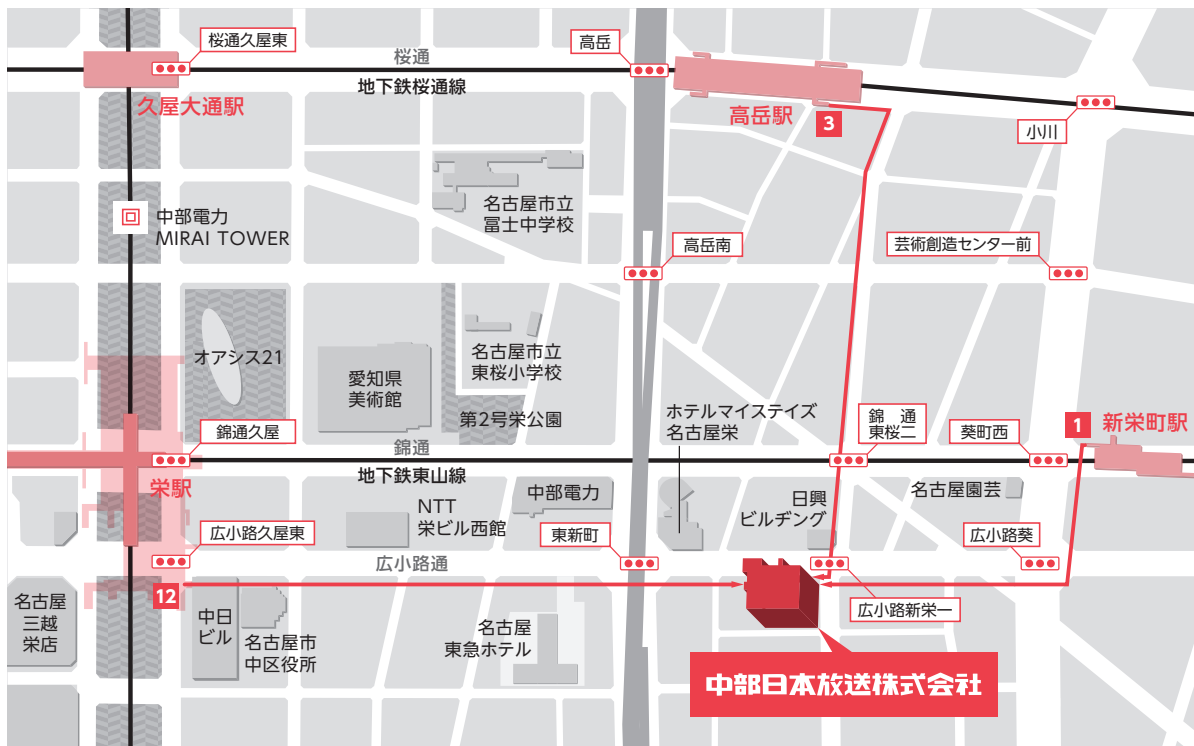 桜通久屋東
桜通
高岳
地下鉄桜通線
久屋大通駅
高岳駅
3
小川
中部電力
MIRAI TOWER
名古屋市立
冨士中学校
高岳南
芸術創造センター前
オアシス21
愛知県
美術館
名古屋市立
東桜小学校
第2号栄公園
ホテルマイステイズ
名古屋栄
錦通久屋
錦通
地下鉄東山線
錦 通
東桜二
葵町西
1
新栄町駅
栄駅
NTT
栄ビル西館
中部電力
日興
ビルヂング
名古屋園芸
広小路久屋東
広小路通
東新町
広小路葵
12
広小路新栄一
名古屋
三越
栄店
中日
ビル
名古屋市
中区役所
名古屋
東急ホテル
中部日本放送株式会社